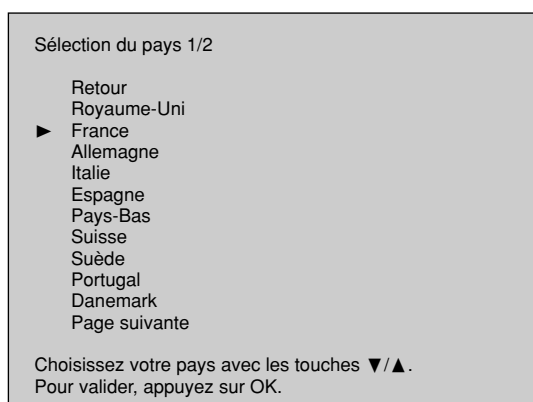 Sélection du pays 1/2
Retour
Royaume-Uni
► France
Allemagne
Italie
Espagne
Pays-Bas
Suisse
Suède
Portugal
Danemark
Page suivante
Choisissez votre pays avec les touches ▼/▲.
Pour valider, appuyez sur OK.